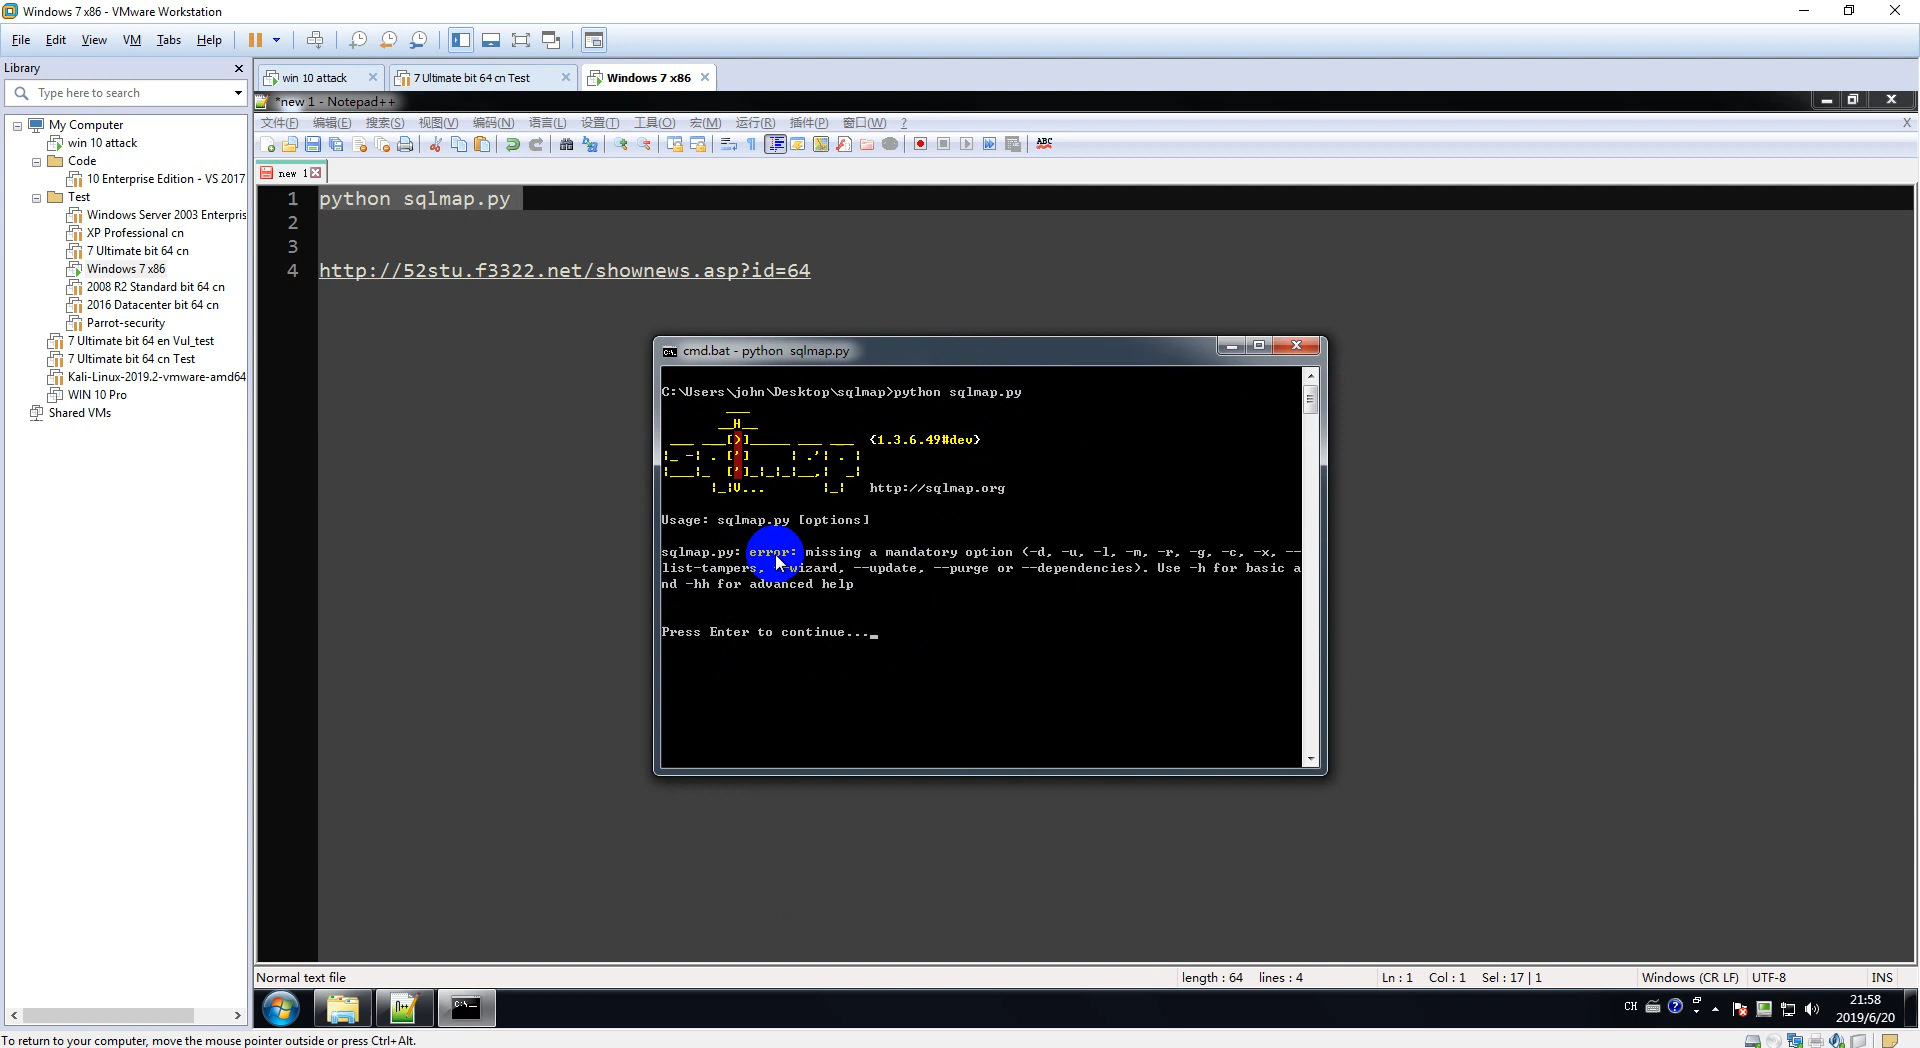 Windows 7 x86 - VMware Workstation
File Edit View VM Tabs Help
Library
Type here to search
My Computer
win 10 attack
Code
10 Enterprise Edition - VS 2017
Test
Windows Server 2003 Enterpris
XP Professional cn
7 Ultimate bit 64 cn
Windows 7 x86
2008 R2 Standard bit 64 cn
2016 Datacenter bit 64 cn
Parrot-security
7 Ultimate bit 64 en Vul_test
7 Ultimate bit 64 cn Test
Kali-Linux-2019.2-vmware-amd64
WIN 10 Pro
Shared VMs
win 10 attack
7 Ultimate bit 64 cn Test
Windows 7 x86
*new 1 - Notepad++
文件(F) 编辑(E) 搜索(S) 视图(V) 编码(N) 语言(L) 设置(T) 工具(O) 宏(M) 运行(R) 插件(P) 窗口(W) ? X
ABC
new 1
1 python sqlmap.py
2
3
4 http://52stu.f3322.net/shownews.asp?id=64
cmd.bat - python sqlmap.py
C:\Users\john\Desktop\sqlmap>python sqlmap.py
{1.3.6.49#dev}
http://sqlmap.org
Usage: sqlmap.py [options]
sqlmap.py: error: missing a mandatory option (-d, -u, -l, -m, -r, -g, -c, -x, --
list-tampers, --wizard, --update, --purge or --dependencies). Use -h for basic a
nd -hh for advanced help
Press Enter to continue...
Normal text file length : 64 lines : 4 Ln : 1 Col : 1 Sel : 17 | 1 Windows (CR LF) UTF-8 INS
CH
21:58
2019/6/20
To return to your computer, move the mouse pointer outside or press Ctrl+Alt.